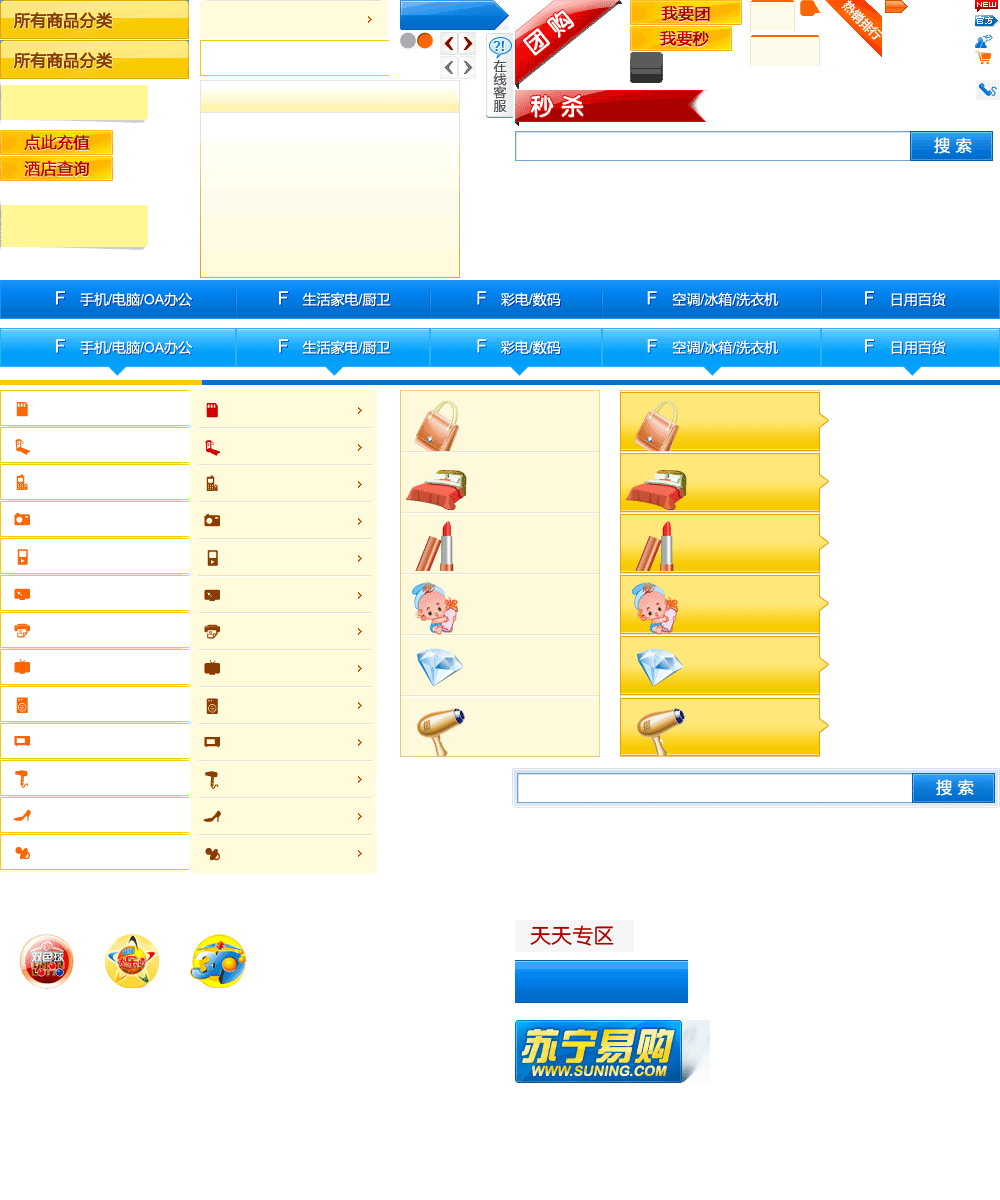 所有商品分类
所有商品分类
点此充值
酒店查询
?!
在线客服
团购
我要团
我要秒
热销排行
NEW
官方
秒杀
搜索
F 手机/电脑/OA办公 F 生活家电/厨卫 F 彩电/数码 F 空调/冰箱/洗衣机 F 日用百货
F 手机/电脑/OA办公 F 生活家电/厨卫 F 彩电/数码 F 空调/冰箱/洗衣机 F 日用百货
搜索
双色球
UNION
LOTTO
3D
天天专区
苏宁易购
WWW.SUNING.COM